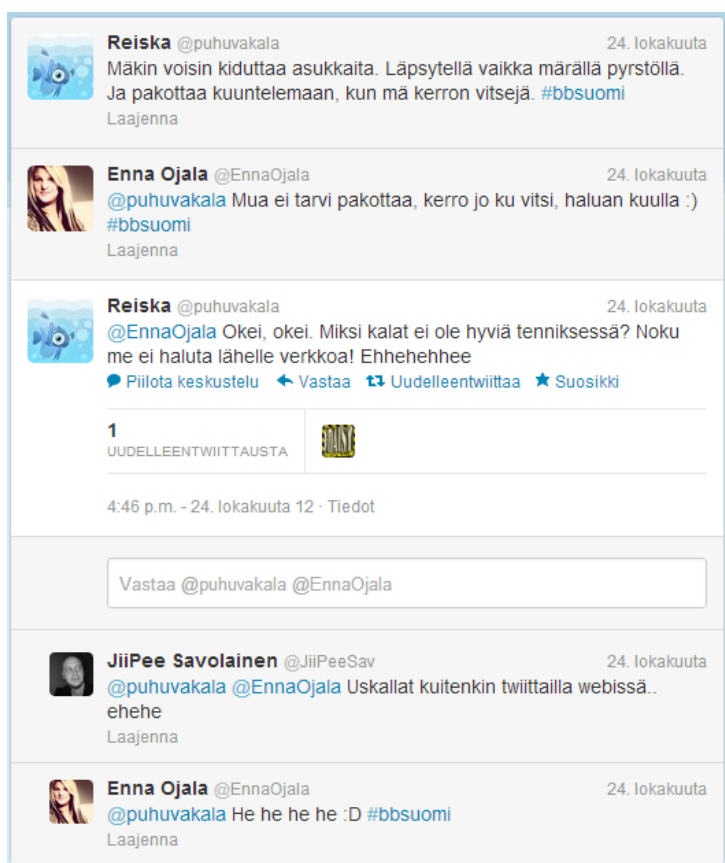 Reiska @puhuvakala 24. lokakuuta
Mäkin voisin kiduttaa asukkaita. Läpsytellä vaikka märällä pyrstöllä.
Ja pakottaa kuuntelemaan, kun mä kerron vitsejä. #bbsuomi
Laajenna
Enna Ojala @EnnaOjala 24. lokakuuta
@puhuvakala Mua ei tarvi pakottaa, kerro jo ku vitsi, haluan kuulla :)
#bbsuomi
Laajenna
Reiska @puhuvakala 24. lokakuuta
@EnnaOjala Okei, okei. Miksi kalat ei ole hyviä tenniksessä? Noku
me ei haluta lähelle verkkoa! Ehhehehhee
Piilota keskustelu Vastaa Uudelleentwiittaa Suosikki
1
UUDELLEENTWIITTAUSTA
DAISY
4:46 p.m. - 24. lokakuuta 12 · Tiedot
Vastaa @puhuvakala @EnnaOjala
JiiPee Savolainen @JiiPeeSav 24. lokakuuta
@puhuvakala @EnnaOjala Uskallat kuitenkin twiittailla webissä..
ehehe
Laajenna
Enna Ojala @EnnaOjala 24. lokakuuta
@puhuvakala He he he he :D #bbsuomi
Laajenna